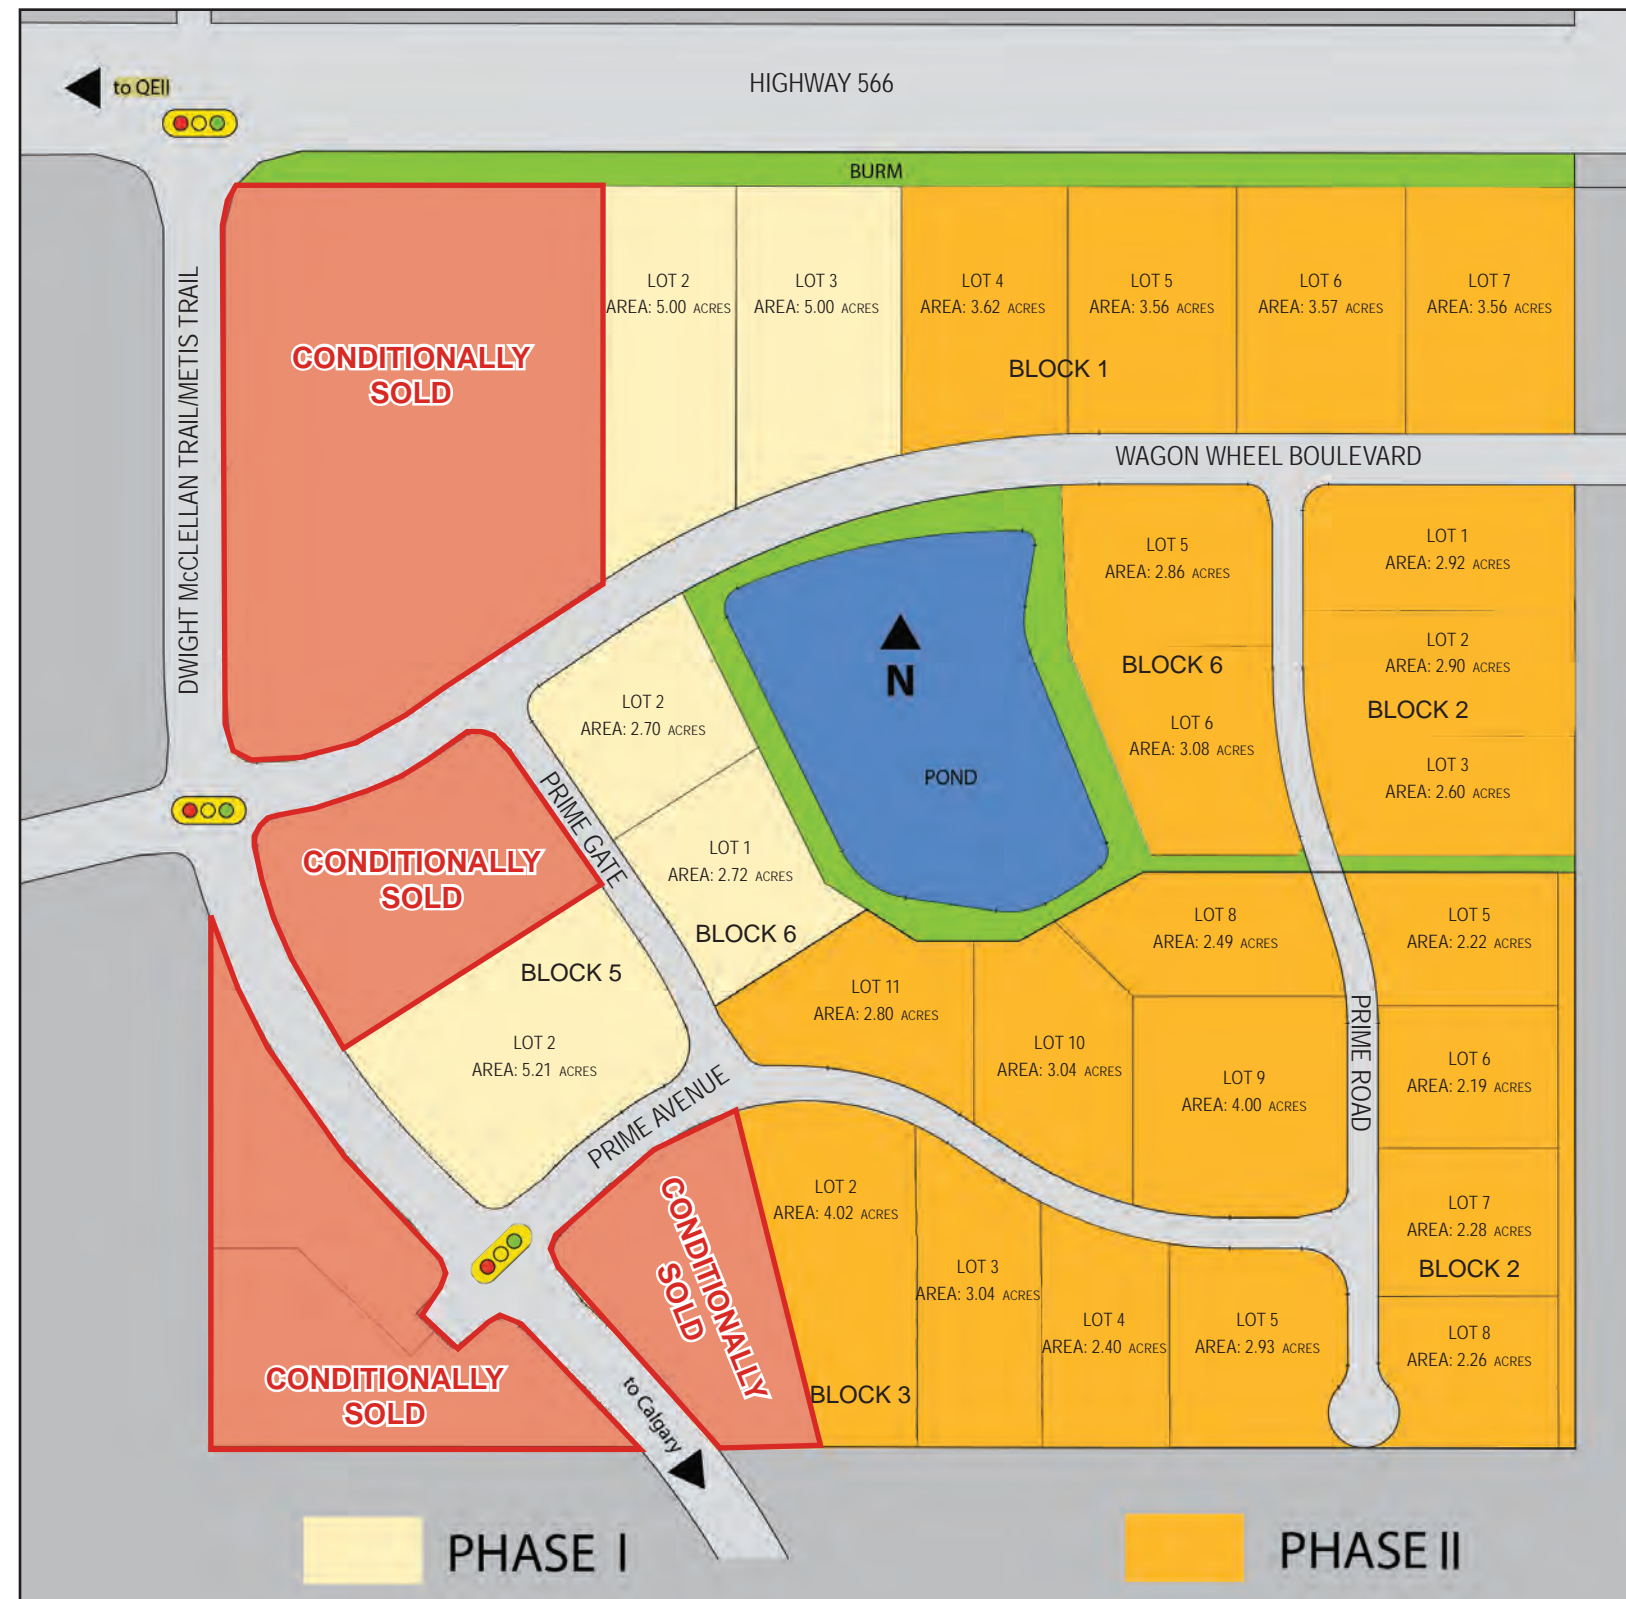 HIGHWAY 566
to QEII
BURM
DWIGHT McCLELLAN TRAIL/METIS TRAIL
CONDITIONALLY
SOLD
LOT 2
AREA: 5.00 ACRES
LOT 3
AREA: 5.00 ACRES
LOT 4
AREA: 3.62 ACRES
LOT 5
AREA: 3.56 ACRES
LOT 6
AREA: 3.57 ACRES
LOT 7
AREA: 3.56 ACRES
BLOCK 1
WAGON WHEEL BOULEVARD
LOT 5
AREA: 2.86 ACRES
BLOCK 6
LOT 6
AREA: 3.08 ACRES
LOT 1
AREA: 2.92 ACRES
LOT 2
AREA: 2.90 ACRES
BLOCK 2
LOT 3
AREA: 2.60 ACRES
N
POND
LOT 2
AREA: 2.70 ACRES
PRIME GATE
LOT 1
AREA: 2.72 ACRES
BLOCK 6
CONDITIONALLY
SOLD
BLOCK 5
LOT 2
AREA: 5.21 ACRES
PRIME AVENUE
LOT 11
AREA: 2.80 ACRES
LOT 10
AREA: 3.04 ACRES
LOT 8
AREA: 2.49 ACRES
LOT 9
AREA: 4.00 ACRES
PRIME ROAD
LOT 5
AREA: 2.22 ACRES
LOT 6
AREA: 2.19 ACRES
LOT 7
AREA: 2.28 ACRES
BLOCK 2
LOT 8
AREA: 2.26 ACRES
CONDITIONALLY
SOLD
LOT 2
AREA: 4.02 ACRES
LOT 3
AREA: 3.04 ACRES
LOT 4
AREA: 2.40 ACRES
LOT 5
AREA: 2.93 ACRES
BLOCK 3
CONDITIONALLY
SOLD
to Calgary
PHASE I
PHASE II